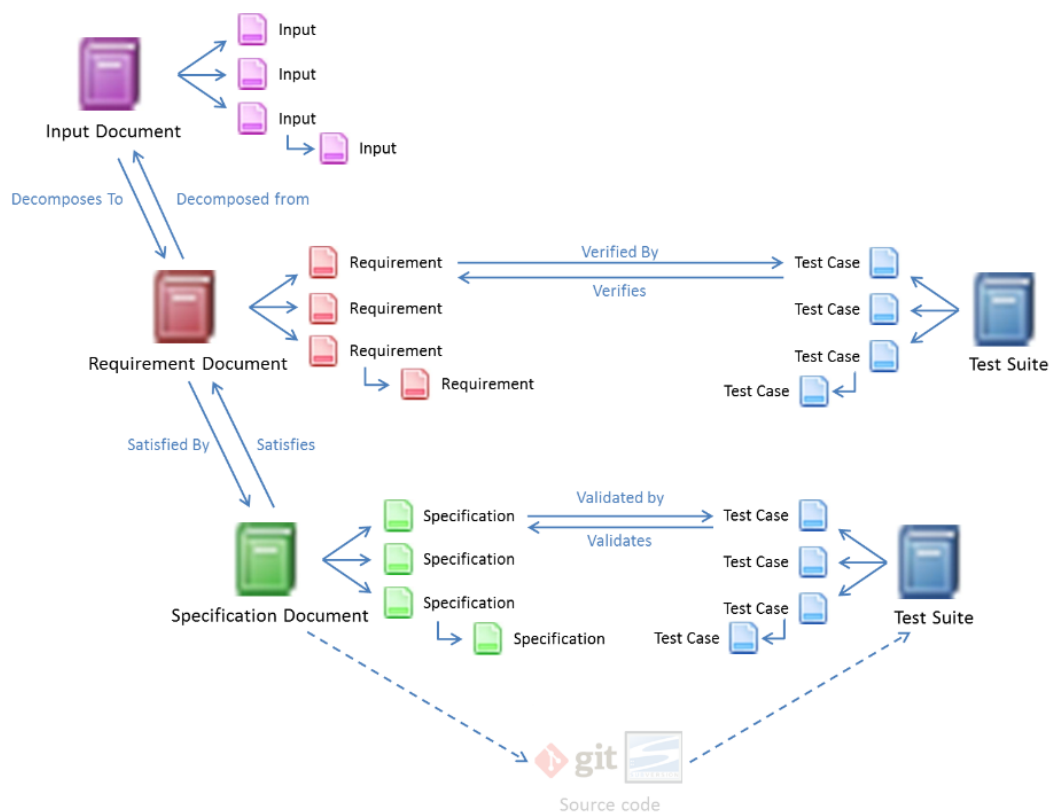 Input
Input
Input
Input
Input Document
Decomposes To
Decomposed from
Requirement
Verified By
Test Case
Verifies
Requirement
Test Case
Requirement
Test Case
Requirement Document
Test Suite
Requirement
Test Case
Satisfied By
Satisfies
Specification
Validated by
Test Case
Validates
Specification
Test Case
Specification
Test Case
Specification Document
Test Suite
Specification
Test Case
git
Source code